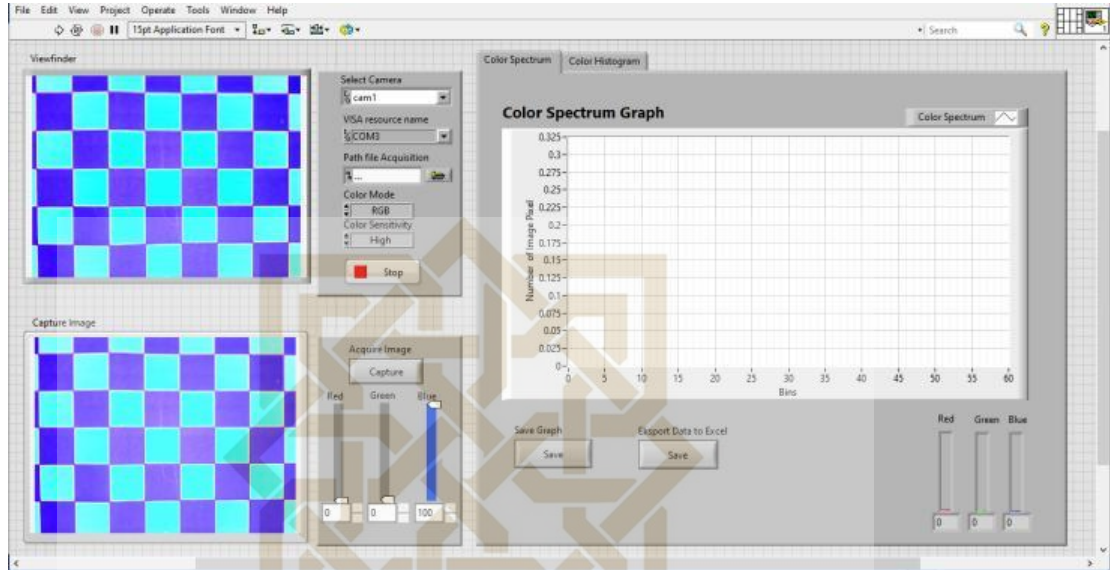 File Edit View Project Operate Tools Window Help
15pt Application Font
Search
Viewfinder
Select Camera
cam1
VISA resource name
COM3
Path file Acquisition
...
Color Mode
RGB
Color Sensitivity
High
Stop
Capture Image
Acquire Image
Capture
Red Green Blue
0 0 100
Color Spectrum Color Histogram
Color Spectrum Graph
Color Spectrum
Number of Image Pixel
0.325
0.3
0.275
0.25
0.225
0.2
0.175
0.15
0.125
0.1
0.075
0.05
0.025
0
0 5 10 15 20 25 30 35 40 45 50 55 60
Bins
Save Graph
Save
Eksport Data to Excel
Save
Red Green Blue
0 0 0